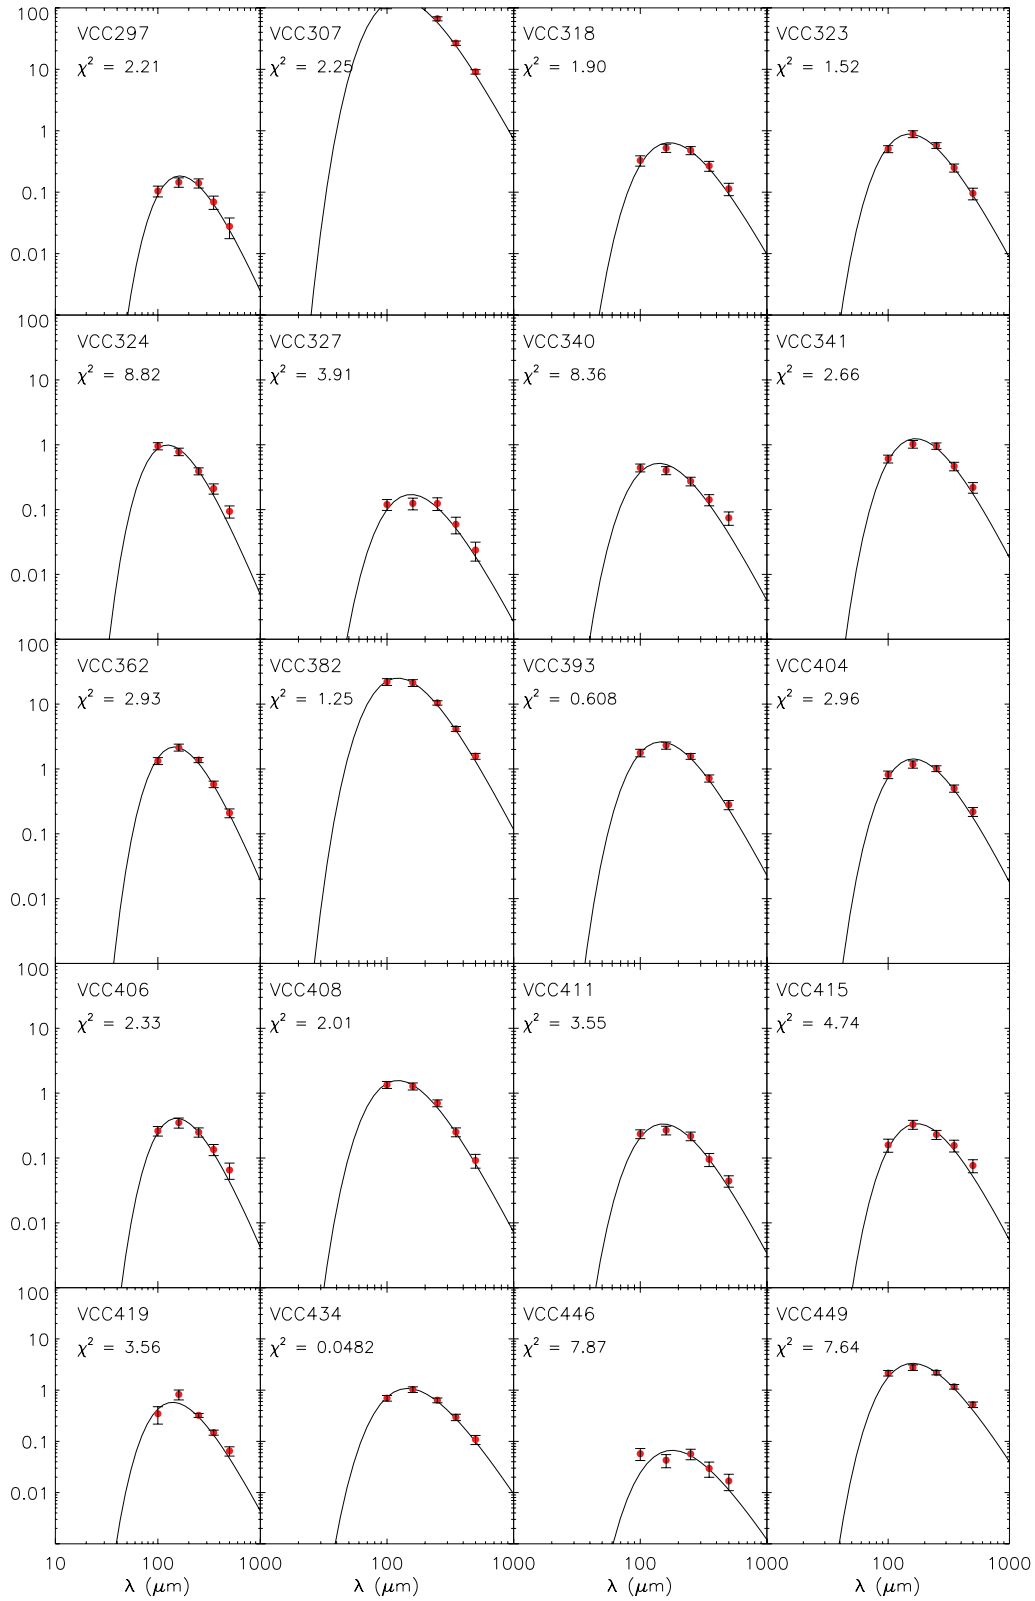 100 VCC297 VCC307 VCC318 VCC323
χ² = 2.21 χ² = 2.25 χ² = 1.90 χ² = 1.52
10
1
0.1
0.01
100 VCC324 VCC327 VCC340 VCC341
χ² = 8.82 χ² = 3.91 χ² = 8.36 χ² = 2.66
10
1
0.1
0.01
100 VCC362 VCC382 VCC393 VCC404
χ² = 2.93 χ² = 1.25 χ² = 0.608 χ² = 2.96
10
1
0.1
0.01
100 VCC406 VCC408 VCC411 VCC415
χ² = 2.33 χ² = 2.01 χ² = 3.55 χ² = 4.74
10
1
0.1
0.01
100 VCC419 VCC434 VCC446 VCC449
χ² = 3.56 χ² = 0.0482 χ² = 7.87 χ² = 7.64
10
1
0.1
0.01
10 100 1000 100 1000 100 1000 100 1000
λ (μm) λ (μm) λ (μm) λ (μm)